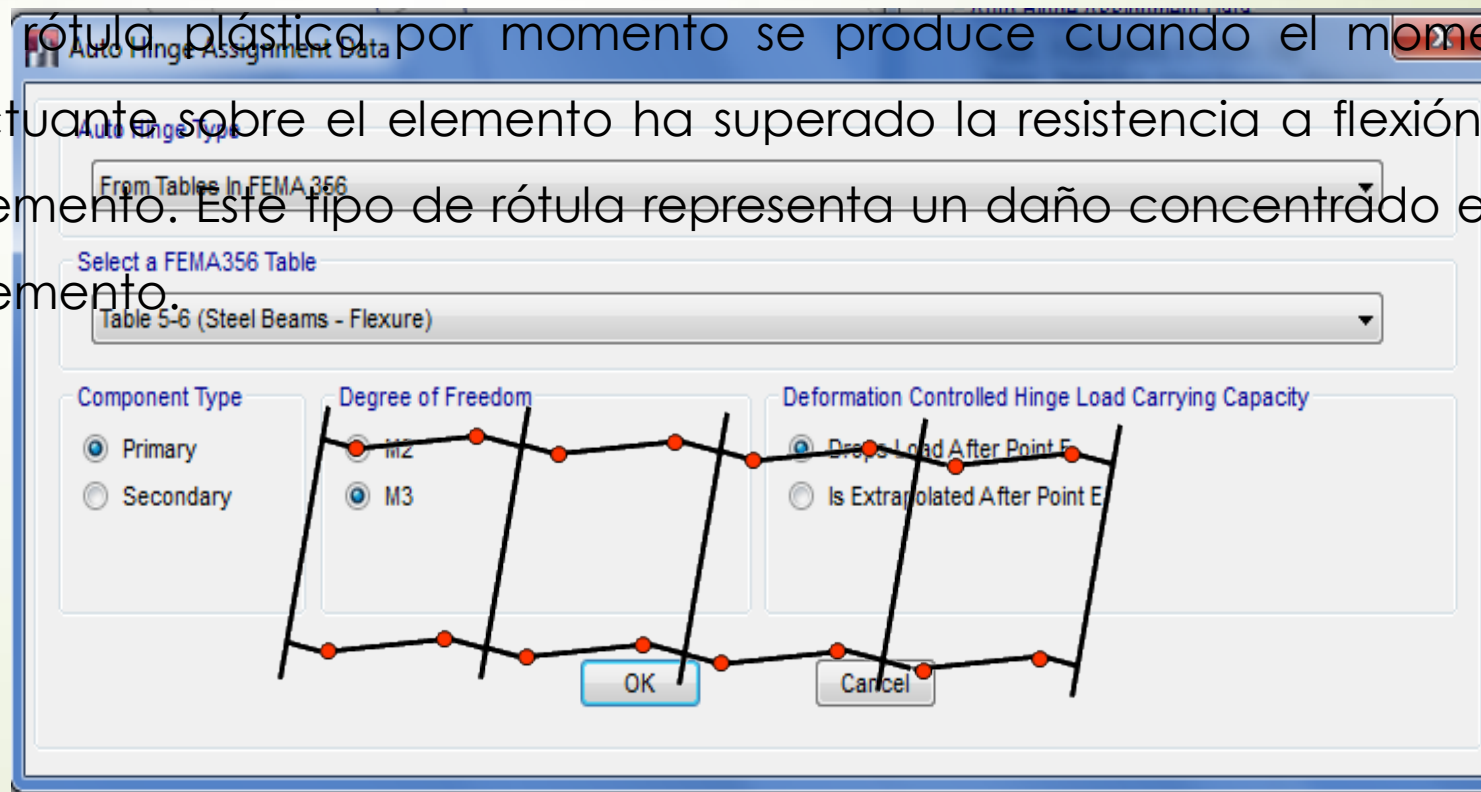 rótula plástica por momento se produce cuando el mome
Auto Hinge Assignment Data
ctuante sobre el elemento ha superado la resistencia a flexión
Auto Hinge Type
From Tables In FEMA 356
emento. Este tipo de rótula representa un daño concentrado e
Select a FEMA356 Table
emento.
Table 5-6 (Steel Beams - Flexure)
Component Type
Degree of Freedom
Deformation Controlled Hinge Load Carrying Capacity
Primary
M2
Drops Load After Point E
Secondary
M3
Is Extrapolated After Point E
OK
Cancel